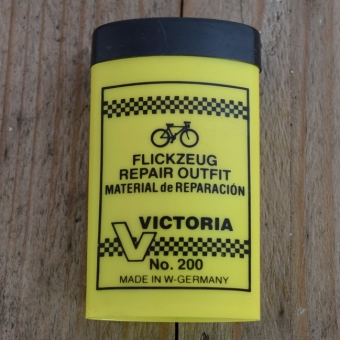 FLICKZEUG
REPAIR OUTFIT
MATERIAL de REPARACIÓN
V VICTORIA
No. 200
MADE IN W-GERMANY